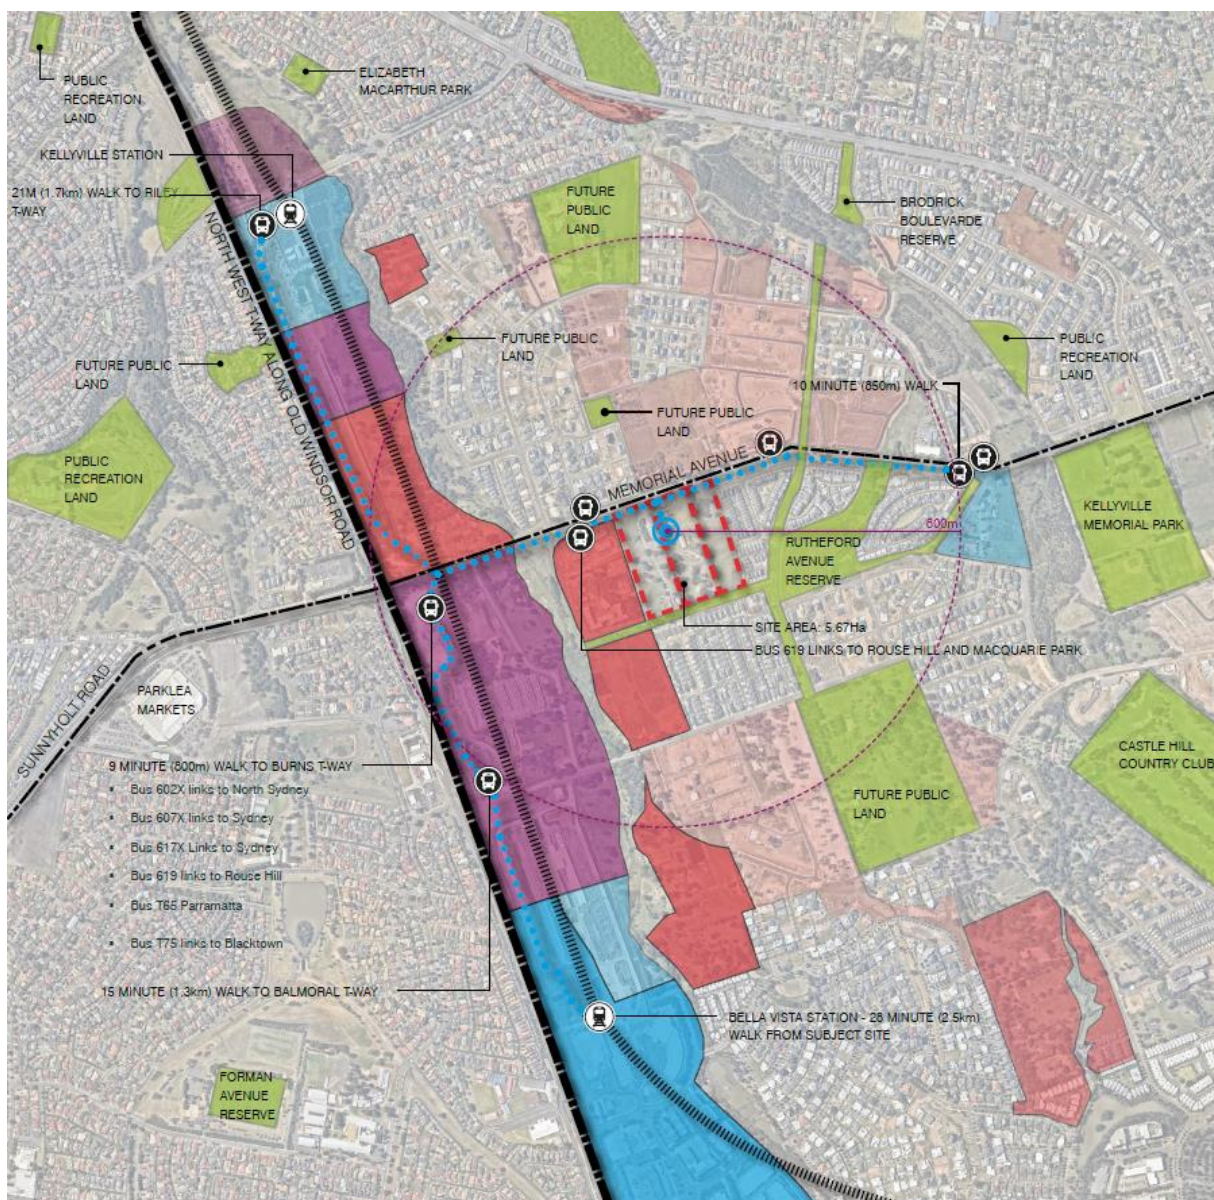 PUBLIC
RECREATION
LAND
ELIZABETH
MACARTHUR PARK
KELLYVILLE STATION
21M (1.7km) WALK TO RILEY
T-WAY
FUTURE
PUBLIC
LAND
BRODRICK
BOULEVARDE
RESERVE
NORTH WEST T-WAY ALONG OLD WINDSOR ROAD
FUTURE PUBLIC
LAND
FUTURE PUBLIC
LAND
PUBLIC
RECREATION
LAND
10 MINUTE (850m) WALK
FUTURE PUBLIC
LAND
PUBLIC
RECREATION
LAND
MEMORIAL AVENUE
KELLYVILLE
MEMORIAL PARK
800m
RUTHEFORD
AVENUE
RESERVE
SITE AREA: 5.67Ha
BUS 619 LINKS TO ROUSE HILL AND MACQUARIE PARK
SUNNYHOLT ROAD
PARKLEA
MARKETS
CASTLE HILL
COUNTRY CLUB
9 MINUTE (800m) WALK TO BURNS T-WAY
▪ Bus 602X links to North Sydney
▪ Bus 607X links to Sydney
▪ Bus 617X Links to Sydney
▪ Bus 619 links to Rouse Hill
▪ Bus T65 Parramatta
▪ Bus T75 links to Blacktown
FUTURE PUBLIC
LAND
15 MINUTE (1.3km) WALK TO BALMORAL T-WAY
BELLA VISTA STATION - 28 MINUTE (2.5km)
WALK FROM SUBJECT SITE
FORMAN
AVENUE
RESERVE